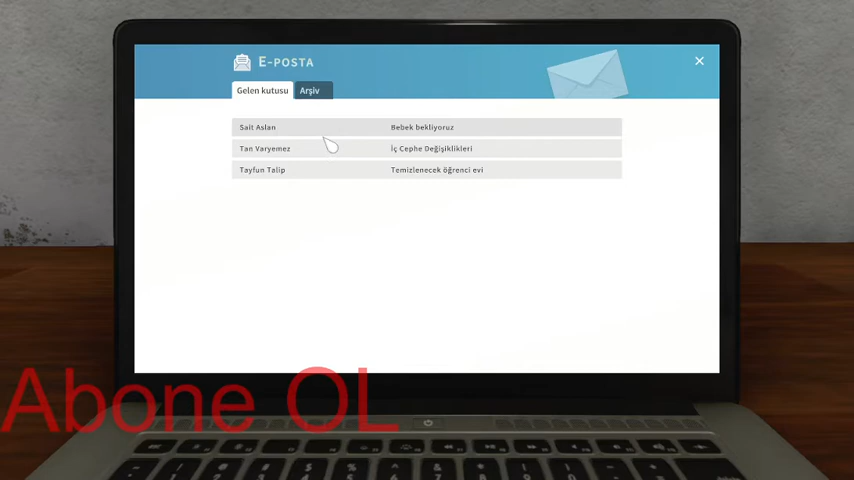 E-POSTA
Gelen kutusu
Arşiv
Sait Aslan Bebek bekliyoruz
Tan Varyemez İç Cephe Değişiklikleri
Tayfun Talip Temizlenecek öğrenci evi
Abone OL